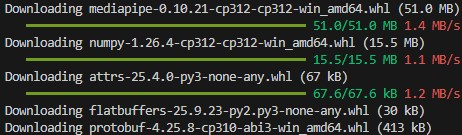 Downloading mediapipe-0.10.21-cp312-cp312-win_amd64.whl (51.0 MB)
51.0/51.0 MB 1.4 MB/s
Downloading numpy-1.26.4-cp312-cp312-win_amd64.whl (15.5 MB)
15.5/15.5 MB 1.1 MB/s
Downloading attrs-25.4.0-py3-none-any.whl (67 kB)
67.6/67.6 kB 1.2 MB/s
Downloading flatbuffers-25.9.23-py2.py3-none-any.whl (30 kB)
Downloading protobuf-4.25.8-cp310-abi3-win_amd64.whl (413 kB)